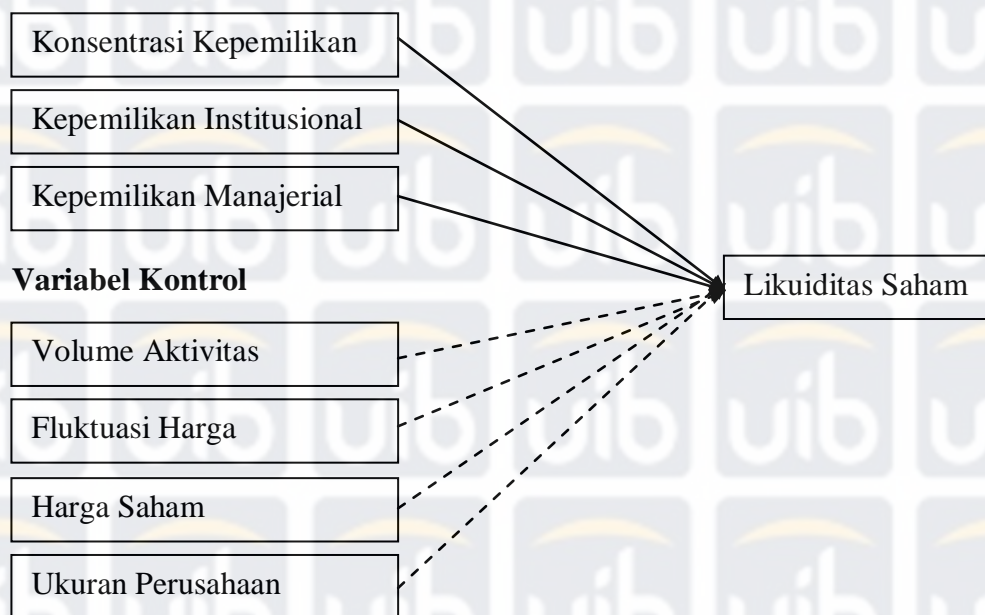 Konsentrasi Kepemilikan
Kepemilikan Institusional
Kepemilikan Manajerial
Variabel Kontrol
Likuiditas Saham
Volume Aktivitas
Fluktuasi Harga
Harga Saham
Ukuran Perusahaan